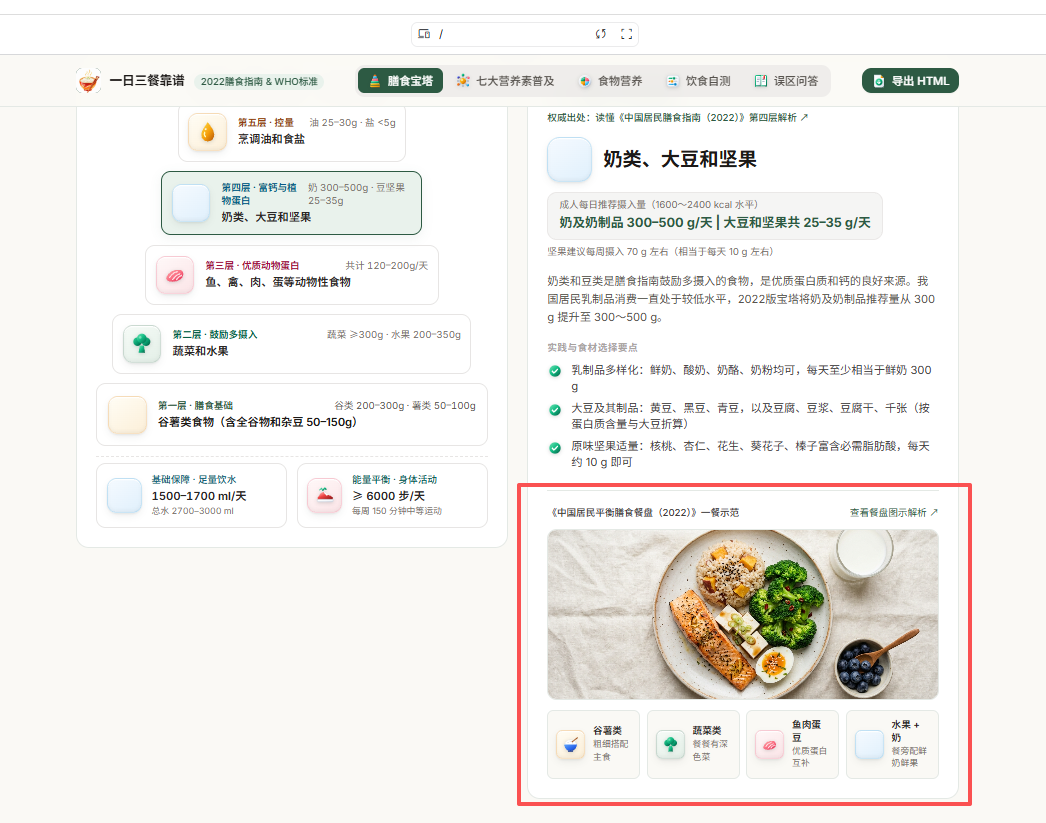 /
一日三餐靠谱
2022膳食指南 & WHO标准
膳食宝塔
七大营养素普及
食物营养
饮食自测
误区问答
导出 HTML
第五层 · 控量
油 25–30g · 盐 <5g
烹调油和食盐
第四层 · 富钙与植
物蛋白
奶 300–500g · 豆坚果
25–35g
奶类、大豆和坚果
第三层 · 优质动物蛋白
共计 120–200g/天
鱼、禽、肉、蛋等动物性食物
第二层 · 鼓励多摄入
蔬菜 ≥300g · 水果 200–350g
蔬菜和水果
第一层 · 膳食基础
谷类 200–300g · 薯类 50–100g
谷薯类食物（含全谷物和杂豆 50–150g）
基础保障 · 足量饮水
1500–1700 ml/天
总水 2700–3000 ml
能量平衡 · 身体活动
≥ 6000 步/天
每周 150 分钟中等运动
权威出处：读懂《中国居民膳食指南（2022）》第四层解析 ↗
奶类、大豆和坚果
成人每日推荐摄入量（1600～2400 kcal 水平）
奶及奶制品 300–500 g/天 | 大豆和坚果共 25–35 g/天
坚果建议每周摄入 70 g 左右（相当于每天 10 g 左右）
奶类和豆类是膳食指南鼓励多摄入的食物，是优质蛋白质和钙的良好来源。我
国居民乳制品消费一直处于较低水平，2022版宝塔将奶及奶制品推荐量从 300
g 提升至 300～500 g。
实践与食材选择要点
乳制品多样化：鲜奶、酸奶、奶酪、奶粉均可，每天至少相当于鲜奶 300
g
大豆及其制品：黄豆、黑豆、青豆，以及豆腐、豆浆、豆腐干、千张（按
蛋白质含量与大豆折算）
原味坚果适量：核桃、杏仁、花生、葵花子、榛子富含必需脂肪酸，每天
约 10 g 即可
《中国居民平衡膳食餐盘（2022）》一餐示范
查看餐盘图示解析 ↗
谷薯类
粗细搭配
主食
蔬菜类
餐餐有深
色菜
鱼肉蛋
豆
优质蛋白
互补
水果 +
奶
餐旁配鲜
奶鲜果